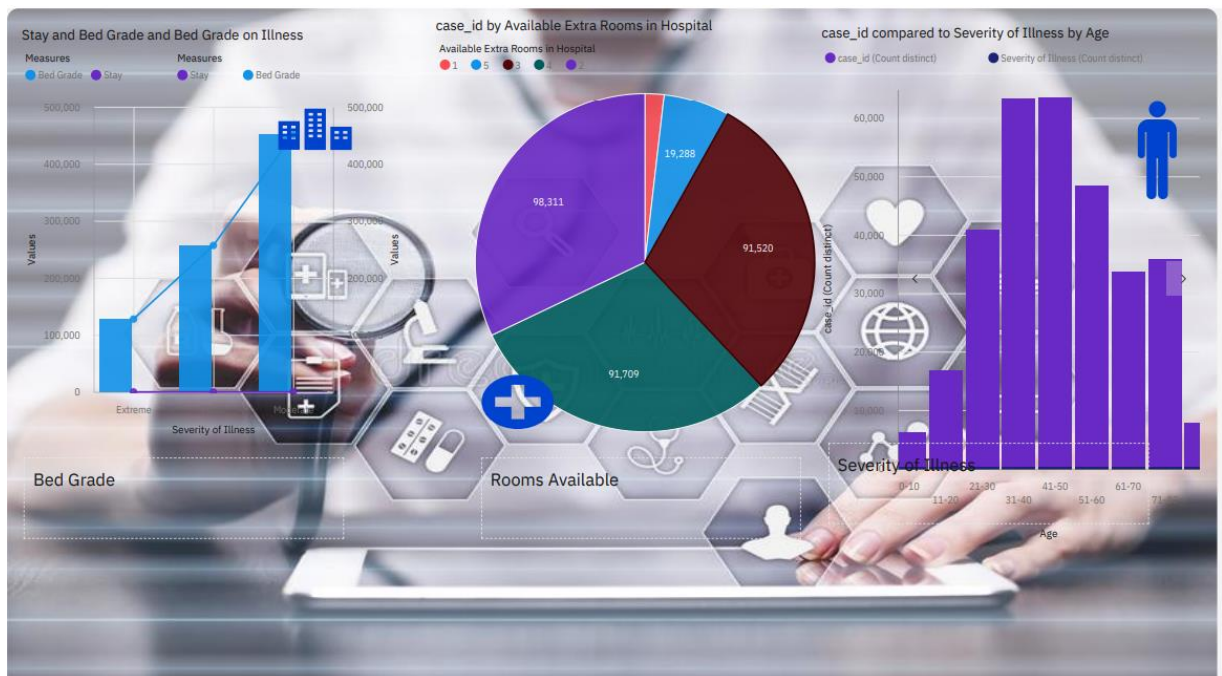 Stay and Bed Grade and Bed Grade on Illness
Measures
Bed Grade Stay
Measures
Stay Bed Grade
500,000
400,000
300,000
200,000
100,000
0
Values
500,000
400,000
300,000
200,000
Values
Extreme
Severity of Illness
case_id by Available Extra Rooms in Hospital
Available Extra Rooms in Hospital
1 5 3 4 2
19,288
98,311
91,520
91,709
case_id compared to Severity of Illness by Age
case_id (Count distinct) Severity of Illness (Count distinct)
60,000
50,000
40,000
30,000
20,000
10,000
case_id (Count distinct)
0-10 21-30 41-50 61-70
11-20 31-40 51-60
Age
Bed Grade
Rooms Available
Severity of Illness